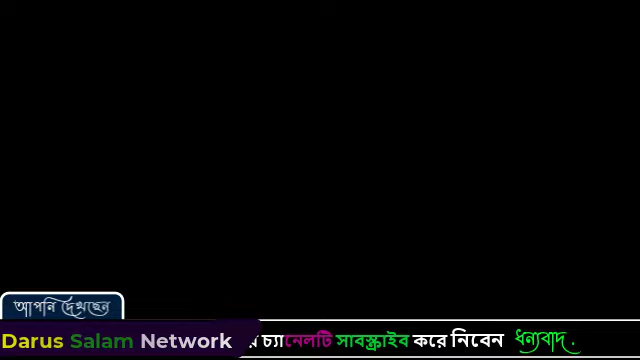 আপনি দেখছেন
Darus Salam Network
চ্যানেলটি সাবস্ক্রাইব করে নিবেন ধন্যবাদ .